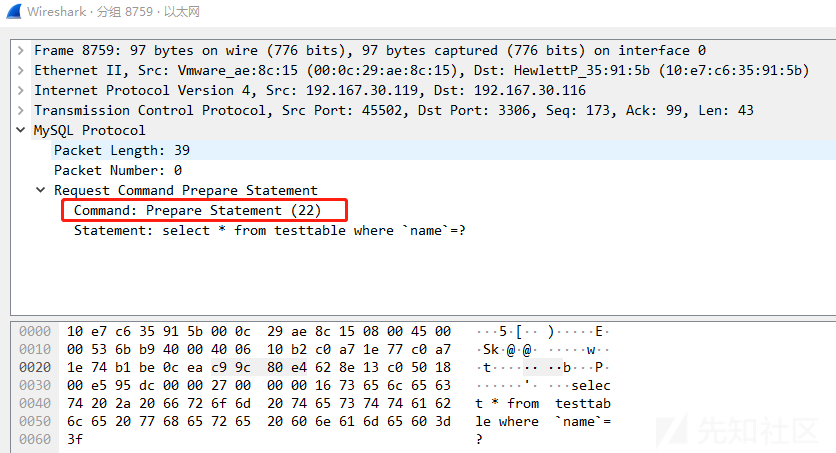 Wireshark · 分组 8759 · 以太网
Frame 8759: 97 bytes on wire (776 bits), 97 bytes captured (776 bits) on interface 0
Ethernet II, Src: Vmware_ae:8c:15 (00:0c:29:ae:8c:15), Dst: HewlettP_35:91:5b (10:e7:c6:35:91:5b)
Internet Protocol Version 4, Src: 192.167.30.119, Dst: 192.167.30.116
Transmission Control Protocol, Src Port: 45502, Dst Port: 3306, Seq: 173, Ack: 99, Len: 43
MySQL Protocol
Packet Length: 39
Packet Number: 0
Request Command Prepare Statement
Command: Prepare Statement (22)
Statement: select * from testtable where `name`=?
0000 10 e7 c6 35 91 5b 00 0c 29 ae 8c 15 08 00 45 00 ···5·[·· )·····E·
0010 00 53 6b b9 40 00 40 06 10 b2 c0 a7 1e 77 c0 a7 ·Sk·@·@· ·····w··
0020 1e 74 b1 be 0c ea c9 9c 80 e4 62 8e 13 c0 50 18 ·t······ ··b···P·
0030 00 e5 95 dc 00 00 27 00 00 00 16 73 65 6c 65 63 ······'· ···selec
0040 74 20 2a 20 66 72 6f 6d 20 74 65 73 74 74 61 62 t * from testtab
0050 6c 65 20 77 68 65 72 65 20 60 6e 61 6d 65 60 3d le where `name`=
0060 3f ?
先知社区